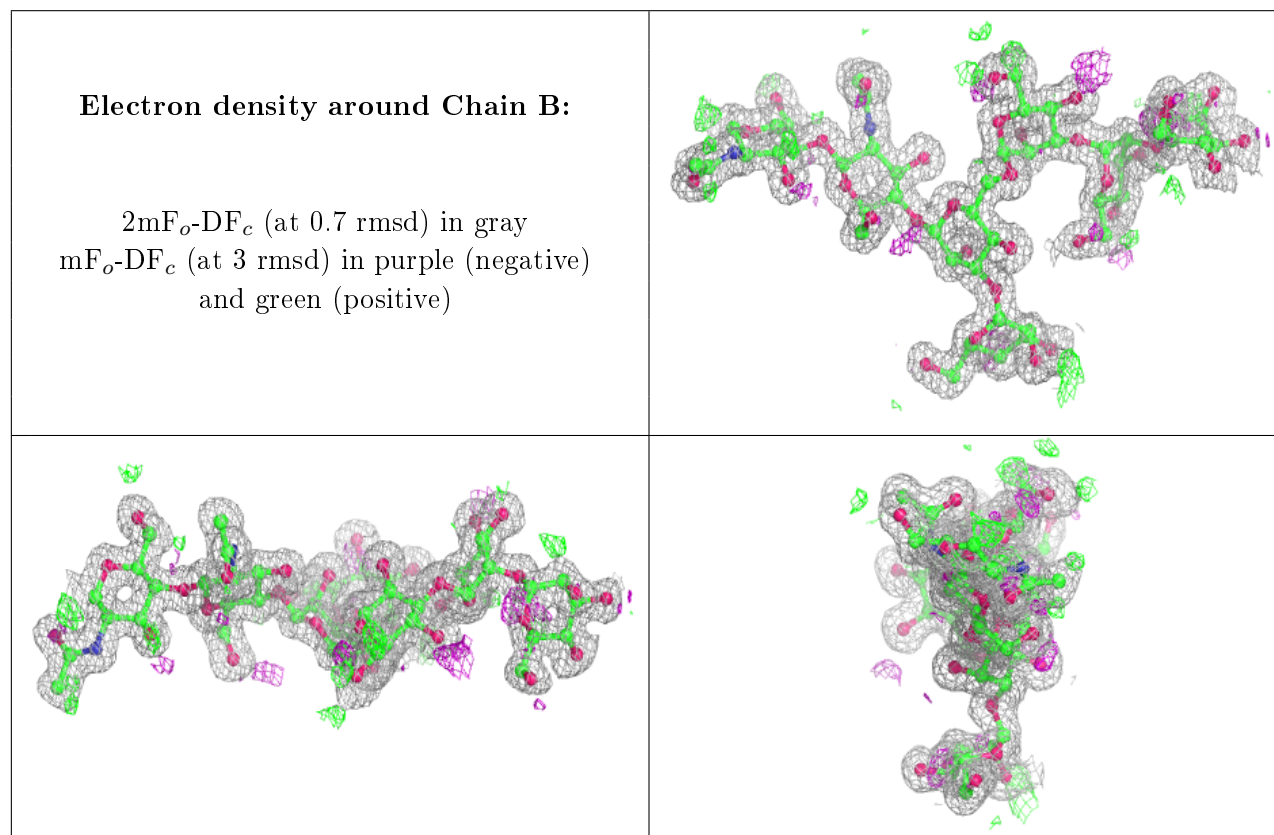 Electron density around Chain B:
2mFₒ-DF𝒸 (at 0.7 rmsd) in gray
mFₒ-DF𝒸 (at 3 rmsd) in purple (negative)
and green (positive)